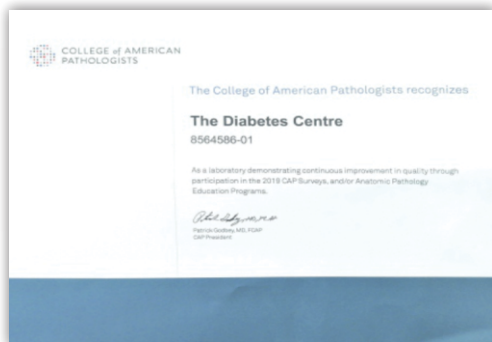 COLLEGE of AMERICAN
PATHOLOGISTS
The College of American Pathologists recognizes
The Diabetes Centre
8564586-01
As a laboratory demonstrating continuous improvement in quality through
participation in the 2019 CAP Surveys, and/or Anatomic Pathology
Education Programs.
Patrick Godbey, MD, FCAP
CAP President